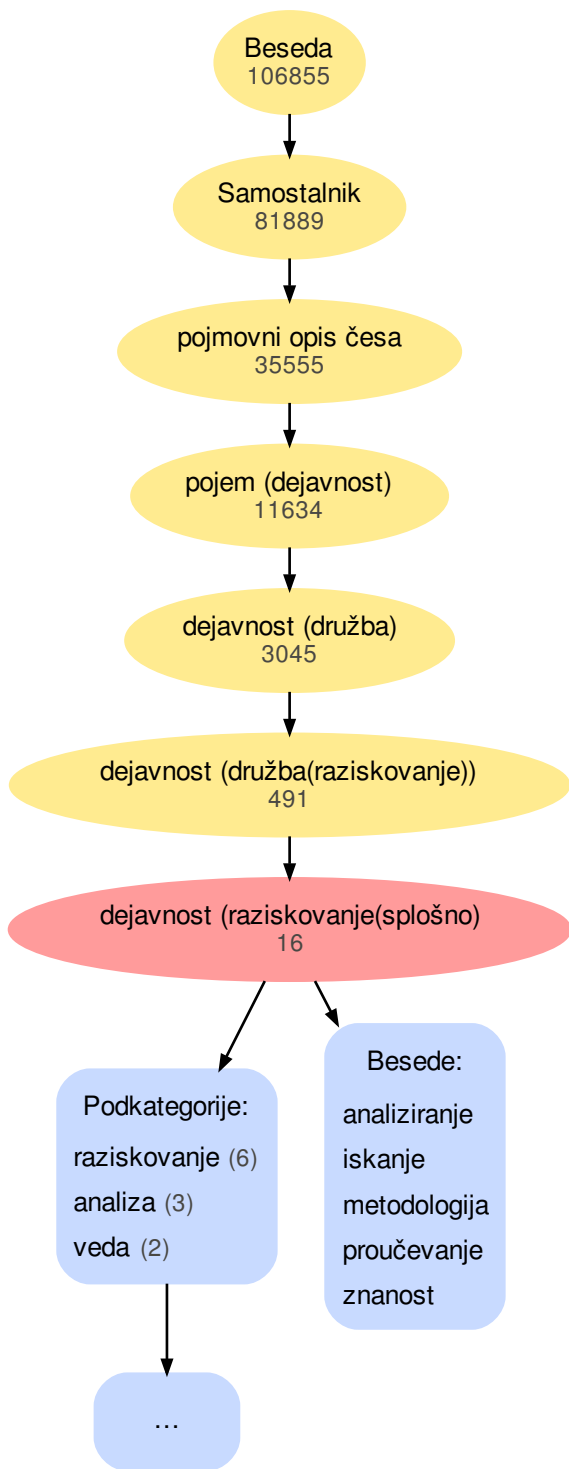 Beseda
106855
Samostalnik
81889
pojmovni opis česa
35555
pojem (dejavnost)
11634
dejavnost (družba)
3045
dejavnost (družba(raziskovanje))
491
dejavnost (raziskovanje(splošno)
16
Podkategorije:
raziskovanje (6)
analiza (3)
veda (2)
...
Besede:
analiziranje
iskanje
metodologija
proučevanje
znanost